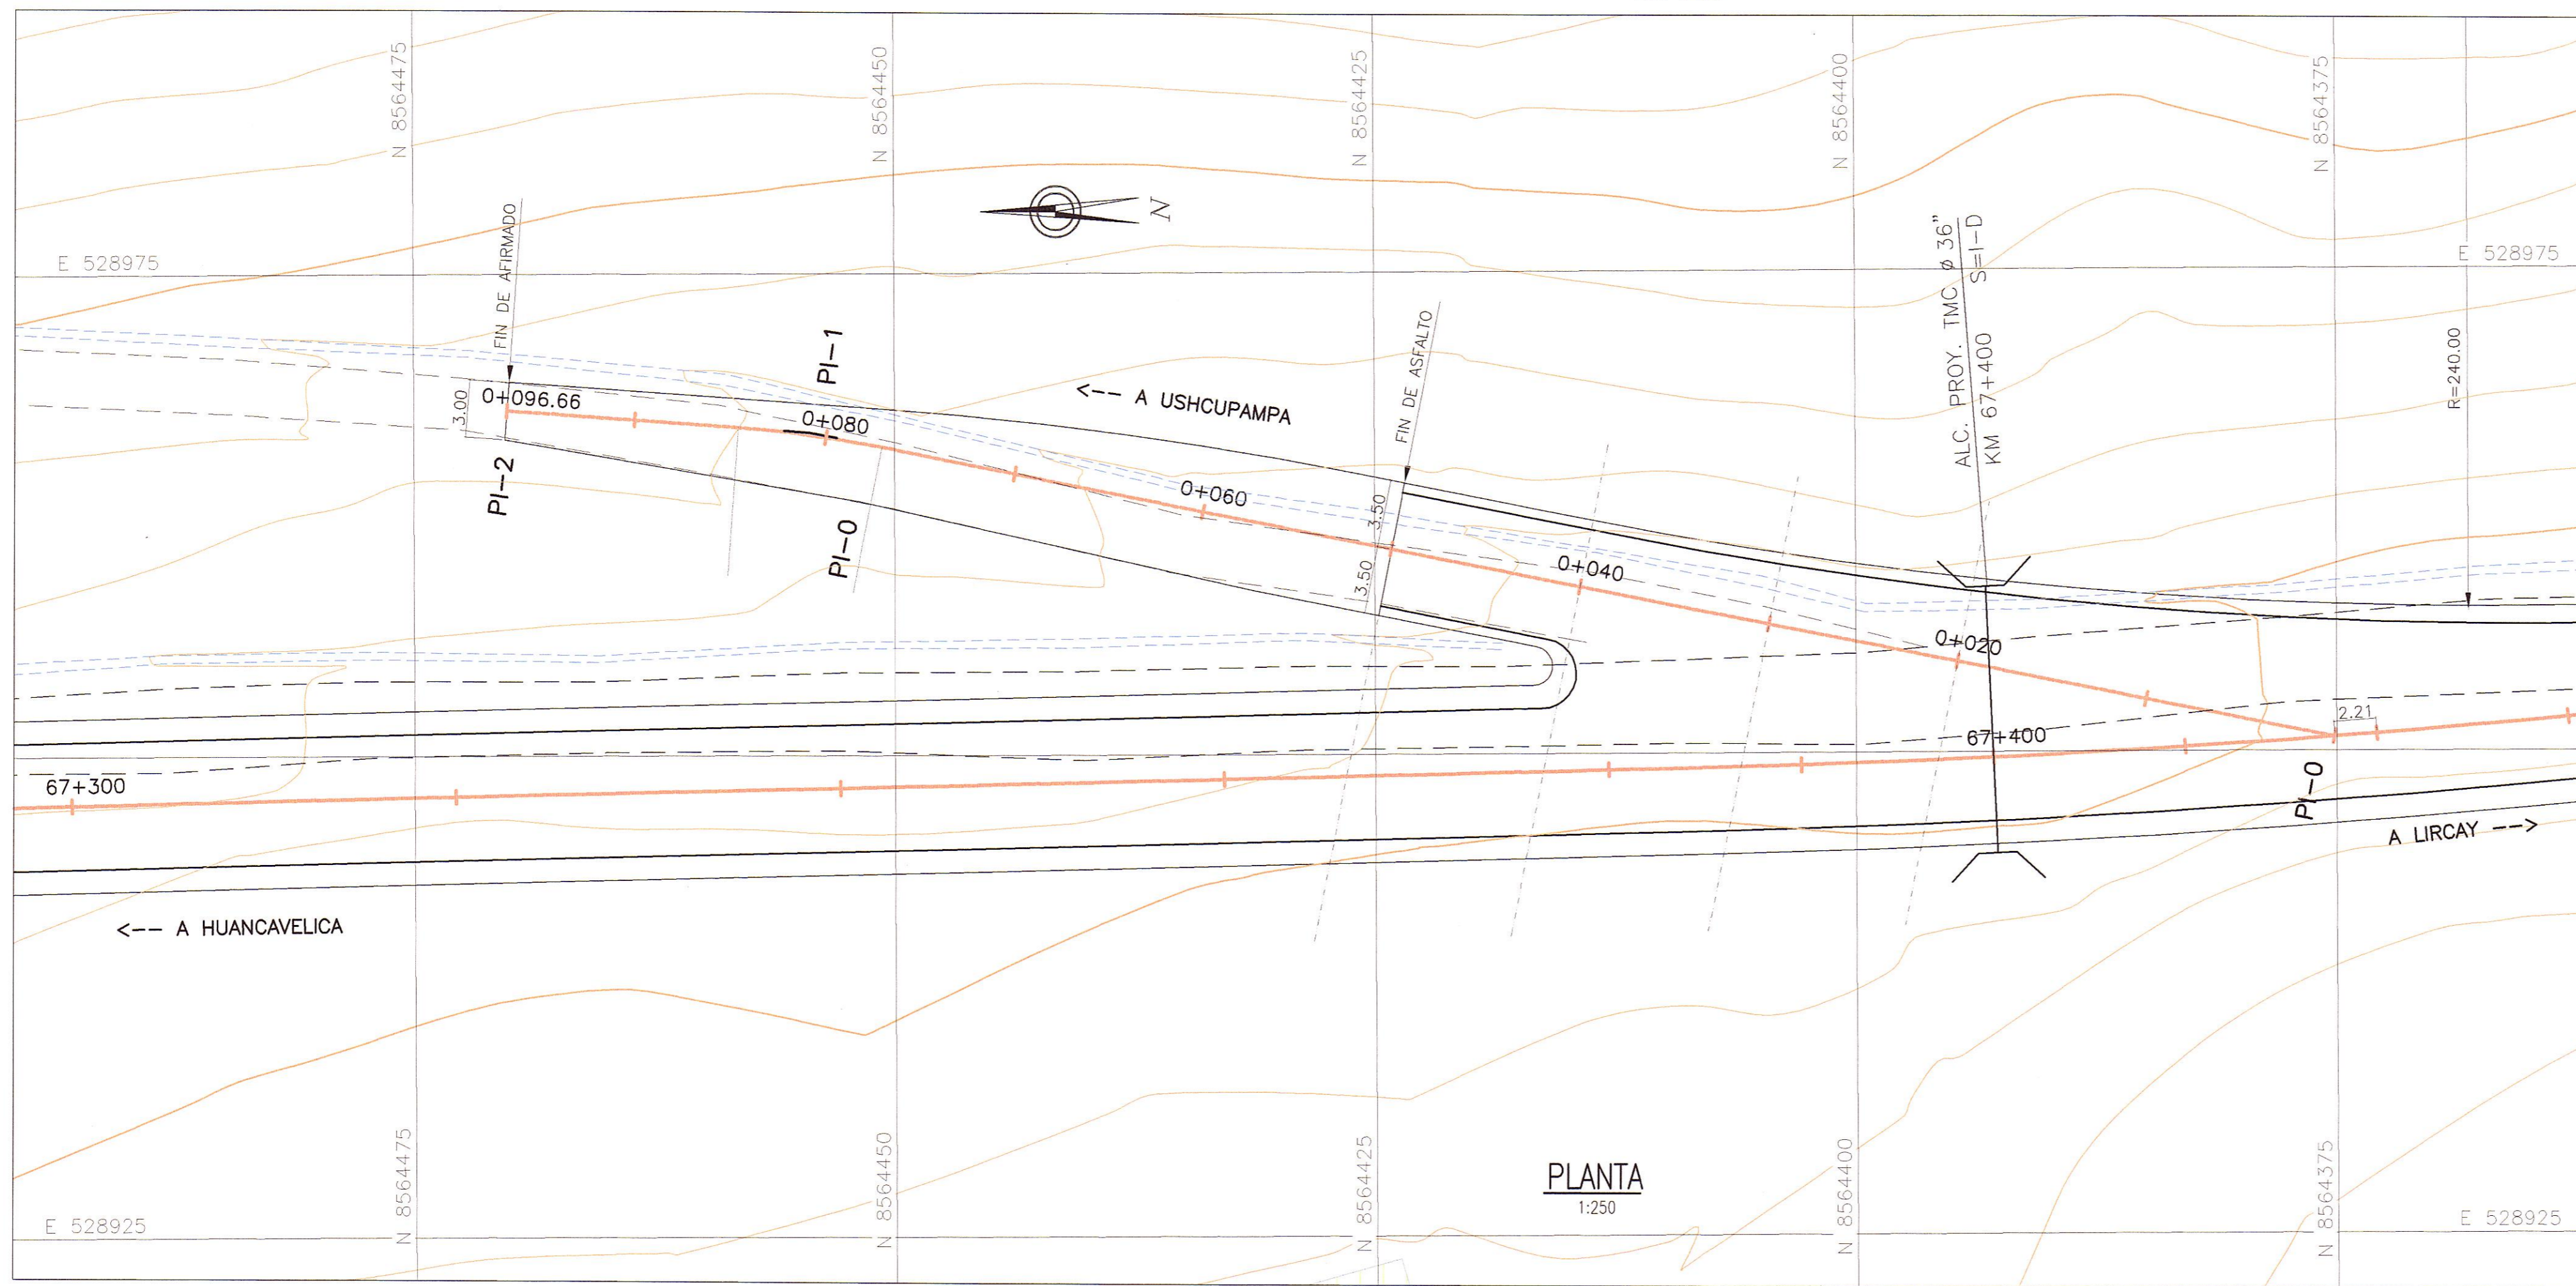 N 8564475
N 8564450
N 8564425
N 8564400
N 8564375
E 528975
E 528975
N
FIN DE AFIRMADO
ALC. PROY. TMC ø 36"
KM 67+400 S=I-D
R=240.00
3.00
0+096.66
PI-1
0+080
<-- A USHCUPAMPA
FIN DE ASFALTO
PI-2
PI-0
0+060
3.50
3.50
0+040
0+020
2.21
67+300
67+400
PI-0
A LIRCAY -->
<-- A HUANCAVELICA
PLANTA
1:250
N 8564475
N 8564450
N 8564425
N 8564400
N 8564375
E 528925
E 528925